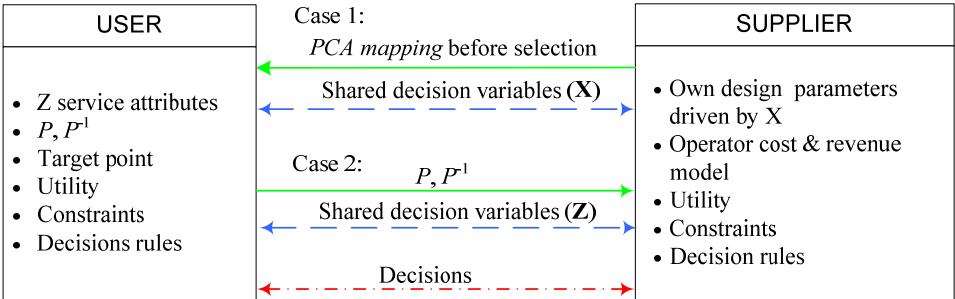 USER
• Z service attributes
• P, P⁻¹
• Target point
• Utility
• Constraints
• Decisions rules
Case 1:
PCA mapping before selection
Shared decision variables (X)
Case 2:
P, P⁻¹
Shared decision variables (Z)
Decisions
SUPPLIER
• Own design parameters
driven by X
• Operator cost & revenue
model
• Utility
• Constraints
• Decision rules